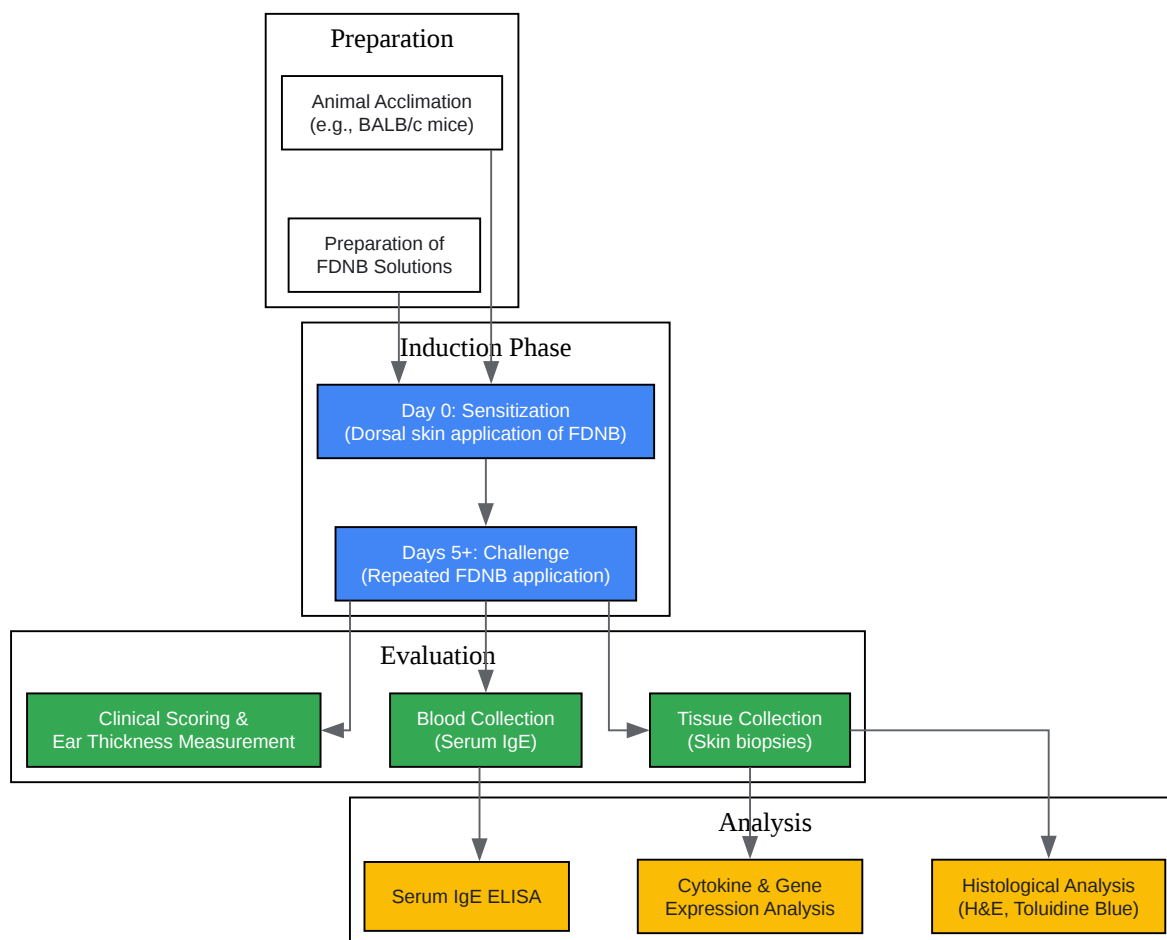 Preparation
Animal Acclimation
(e.g., BALB/c mice)
Preparation of
FDNB Solutions
Induction Phase
Day 0: Sensitization
(Dorsal skin application of FDNB)
Days 5+: Challenge
(Repeated FDNB application)
Evaluation
Clinical Scoring &
Ear Thickness Measurement
Blood Collection
(Serum IgE)
Tissue Collection
(Skin biopsies)
Analysis
Serum IgE ELISA
Cytokine & Gene
Expression Analysis
Histological Analysis
(H&E, Toluidine Blue)